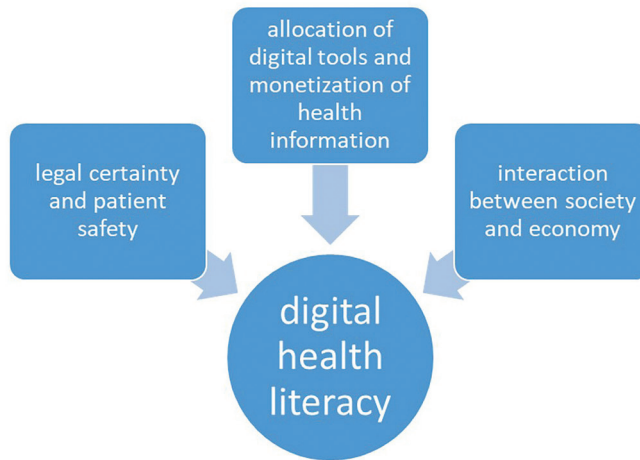 allocation of
digital tools and
monetization of
health
information
legal certainty
and patient
safety
interaction
between society
and economy
digital
health
literacy